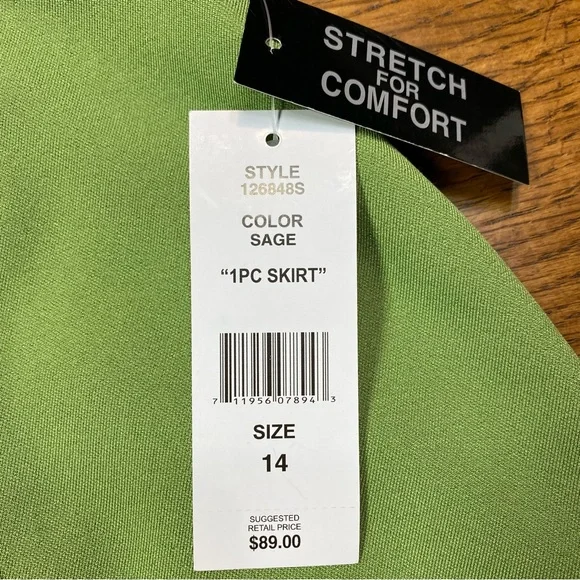 STRETCH
FOR
COMFORT
STYLE
126848S
COLOR
SAGE
“1PC SKIRT”
7 11956 07894 3
SIZE
14
SUGGESTED
RETAIL PRICE
$89.00